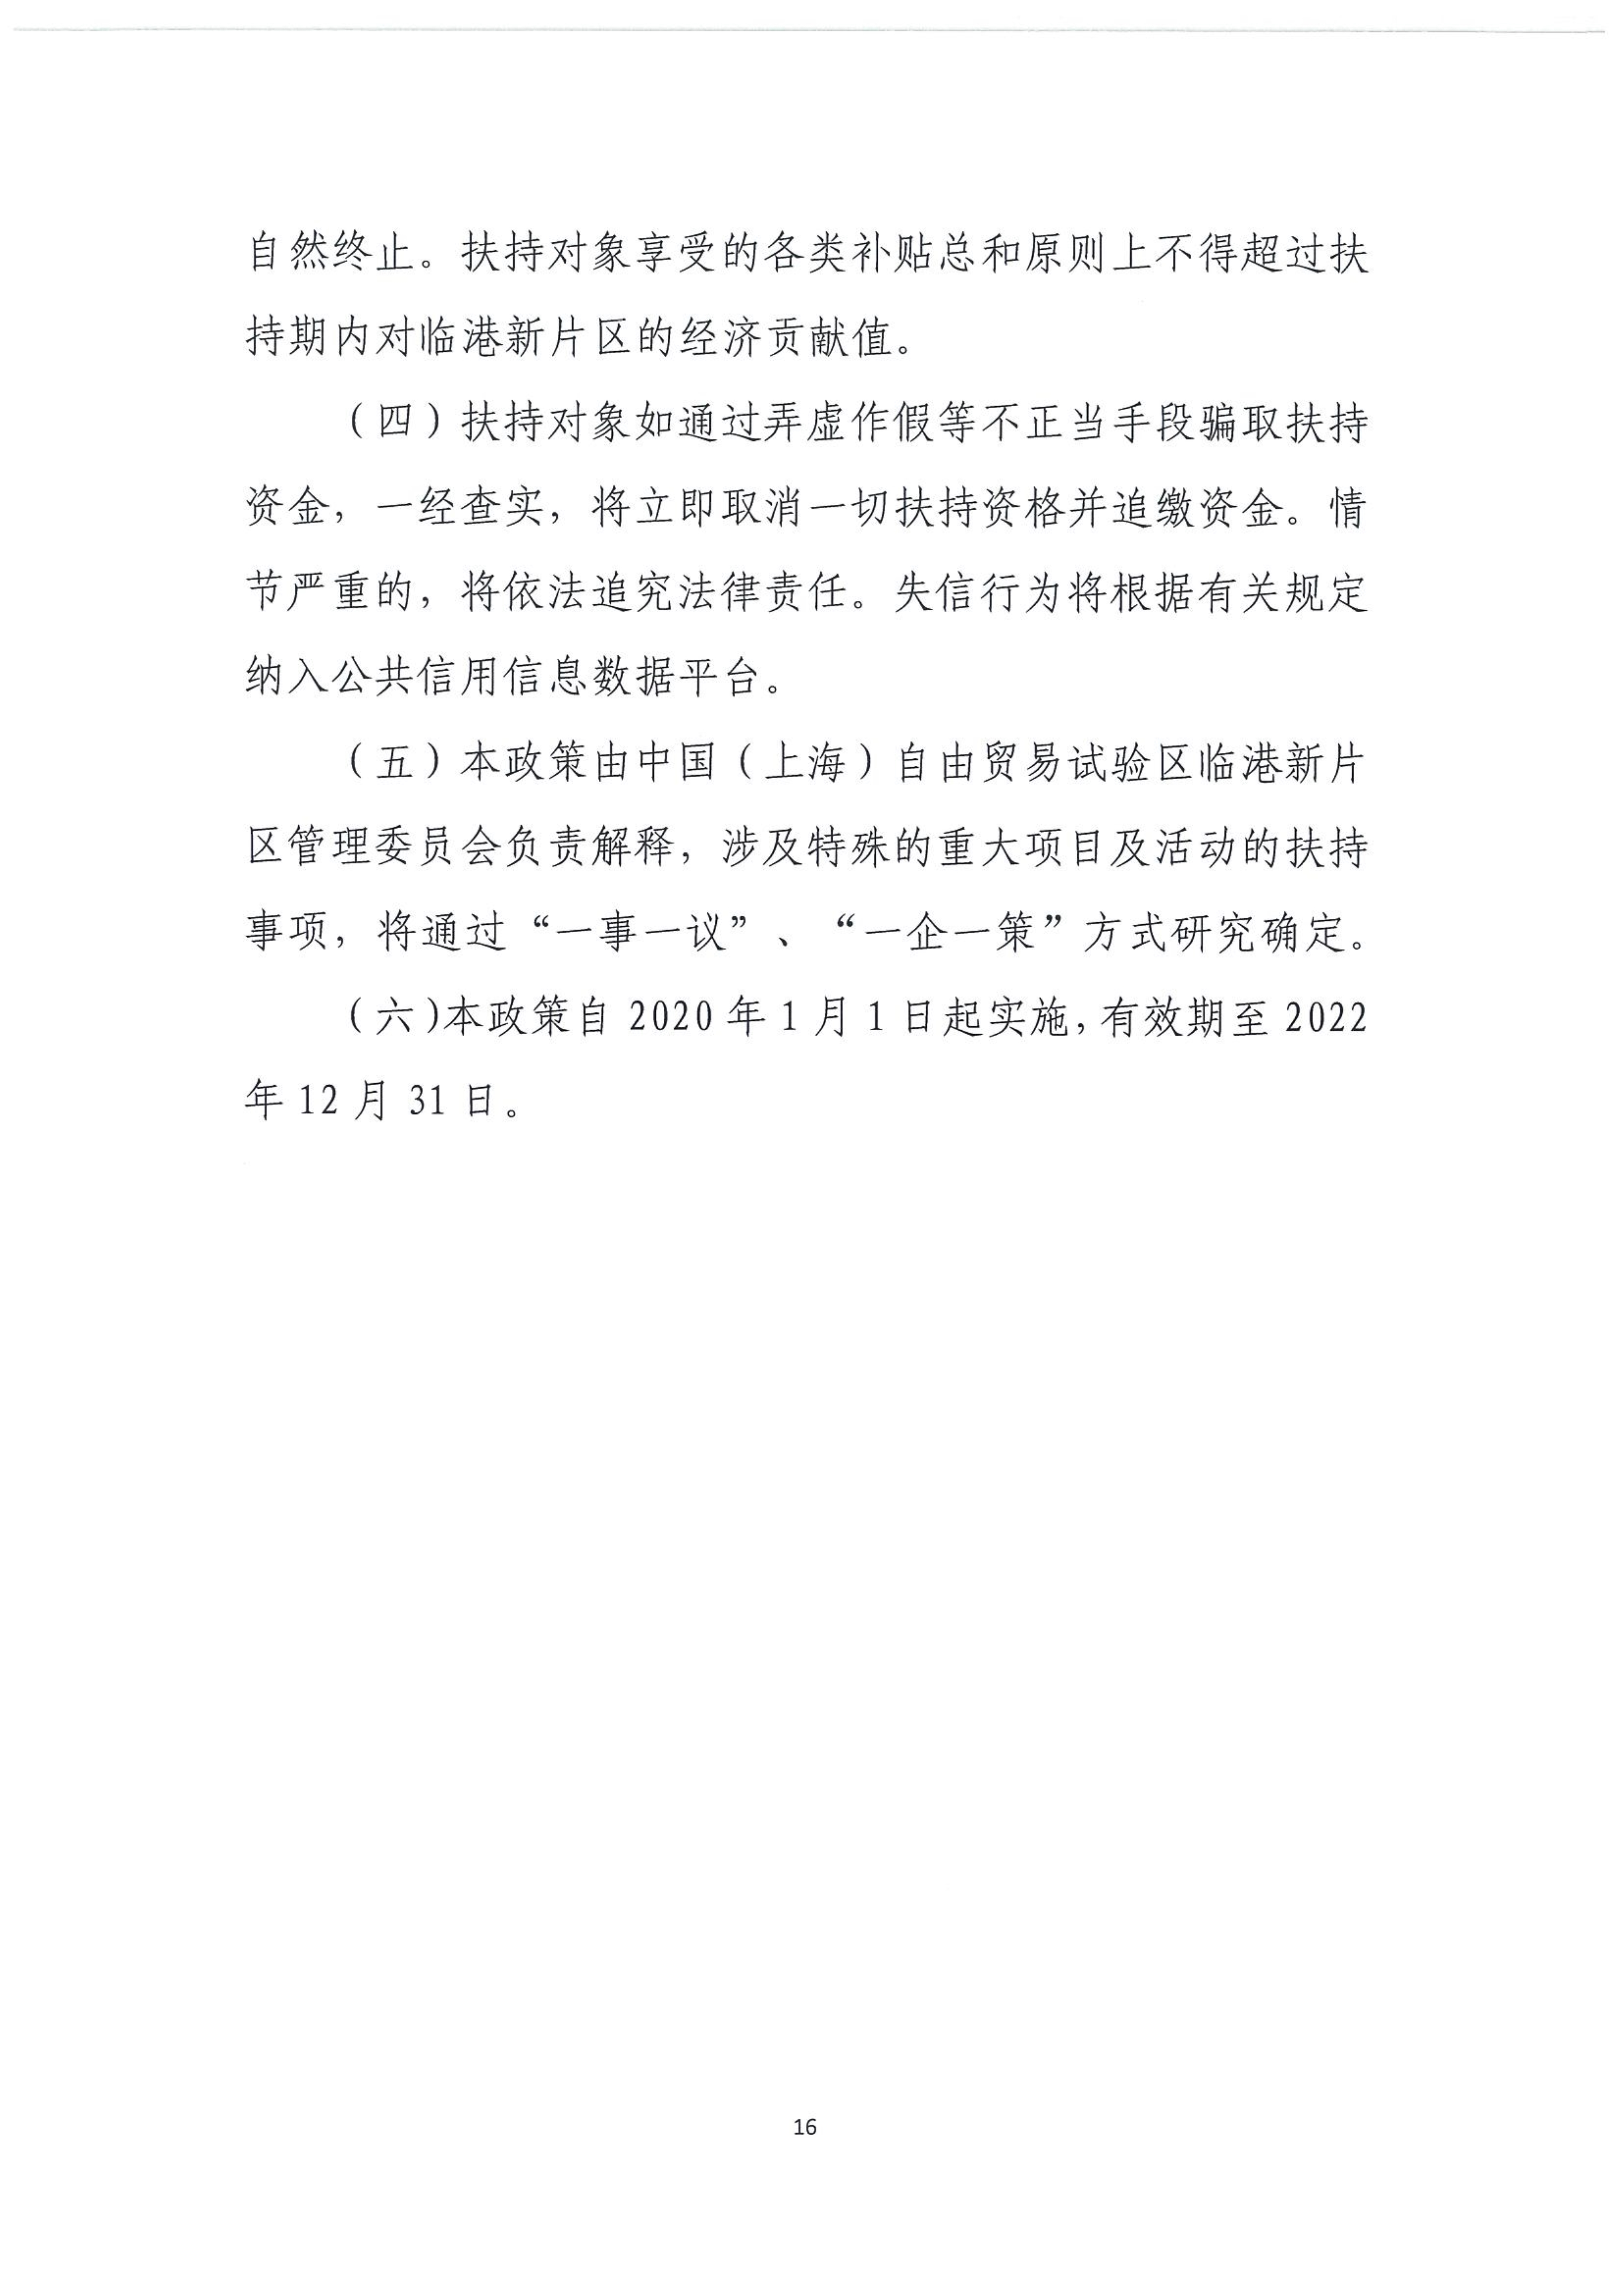 自然终止。扶持对象享受的各类补贴总和原则上不得超过扶
持期内对临港新片区的经济贡献值。
（四）扶持对象如通过弄虚作假等不正当手段骗取扶持
资金，一经查实，将立即取消一切扶持资格并追缴资金。情
节严重的，将依法追究法律责任。失信行为将根据有关规定
纳入公共信用信息数据平台。
（五）本政策由中国（上海）自由贸易试验区临港新片
区管理委员会负责解释，涉及特殊的重大项目及活动的扶持
事项，将通过“一事一议”、“一企一策”方式研究确定。
（六)本政策自 2020 年 1 月 1 日起实施,有效期至 2022
年 12 月 31 日。
16